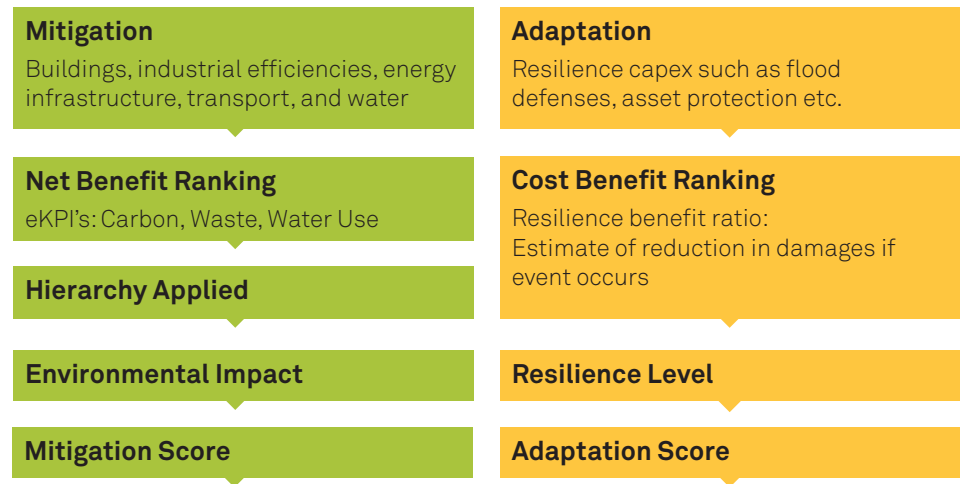 Mitigation
Buildings, industrial efficiencies, energy
infrastructure, transport, and water
Net Benefit Ranking
eKPI's: Carbon, Waste, Water Use
Hierarchy Applied
Environmental Impact
Mitigation Score
Adaptation
Resilience capex such as flood
defenses, asset protection etc.
Cost Benefit Ranking
Resilience benefit ratio:
Estimate of reduction in damages if
event occurs
Resilience Level
Adaptation Score